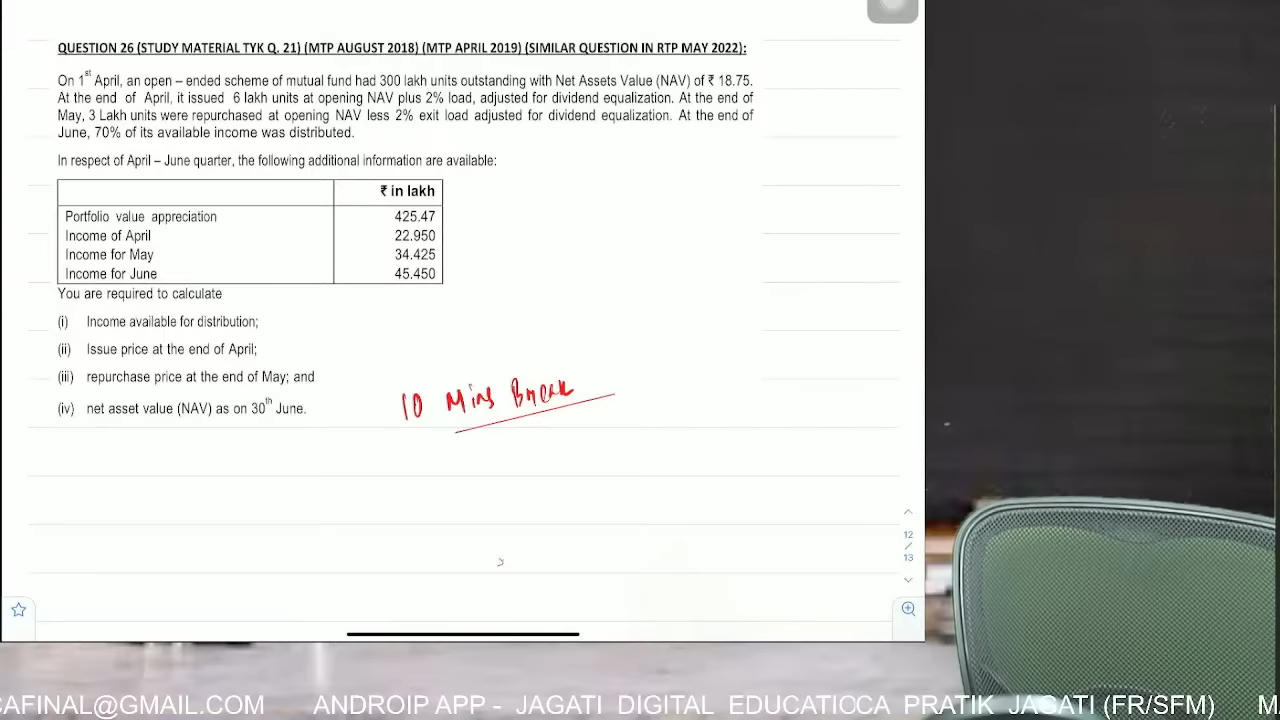 QUESTION 26 (STUDY MATERIAL TYK Q. 21) (MTP AUGUST 2018) (MTP APRIL 2019) (SIMILAR QUESTION IN RTP MAY 2022):
On 1st April, an open – ended scheme of mutual fund had 300 lakh units outstanding with Net Assets Value (NAV) of ₹ 18.75.
At the end of April, it issued 6 lakh units at opening NAV plus 2% load, adjusted for dividend equalization. At the end of
May, 3 Lakh units were repurchased at opening NAV less 2% exit load adjusted for dividend equalization. At the end of
June, 70% of its available income was distributed.
In respect of April – June quarter, the following additional information are available:
₹ in lakh
Portfolio value appreciation 425.47
Income of April 22.950
Income for May 34.425
Income for June 45.450
You are required to calculate
(i) Income available for distribution;
(ii) Issue price at the end of April;
(iii) repurchase price at the end of May; and
(iv) net asset value (NAV) as on 30th June.
10 Mins Break
12
/
13
CAFINAL@GMAIL.COM ANDROIP APP - JAGATI DIGITAL EDUCATIOCA PRATIK JAGATI (FR/SFM)